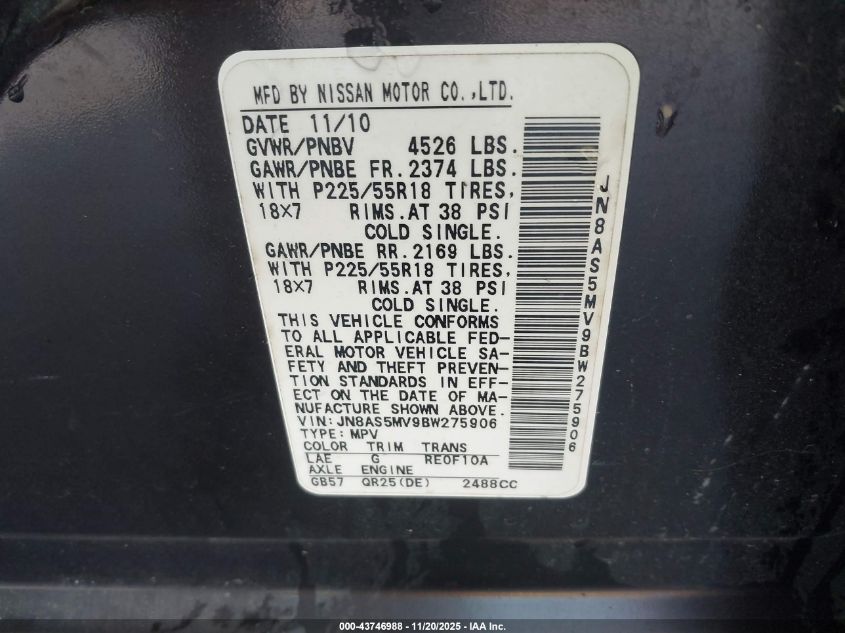 MFD BY NISSAN MOTOR CO.,LTD.
DATE 11/10
GVWR/PNBV 4526 LBS.
GAWR/PNBE FR.2374 LBS.
WITH P225/55R18 TIRES,
18X7 RIMS.AT 38 PSI
COLD SINGLE.
GAWR/PNBE RR.2169 LBS.
WITH P225/55R18 TIRES,
18X7 RIMS.AT 38 PSI
COLD SINGLE.
THIS VEHICLE CONFORMS
TO ALL APPLICABLE FED-
ERAL MOTOR VEHICLE SA-
FETY AND THEFT PREVEN-
TION STANDARDS IN EFF-
ECT ON THE DATE OF MA-
NUFACTURE SHOWN ABOVE.
VIN: JN8AS5MV9BW275906
TYPE: MPV
COLOR TRIM TRANS
LAE G RE0F10A
AXLE ENGINE
GB57 QR25(DE) 2488CC
JN8AS5MV9BW275906
000-43746988 - 11/20/2025 - IAA Inc.